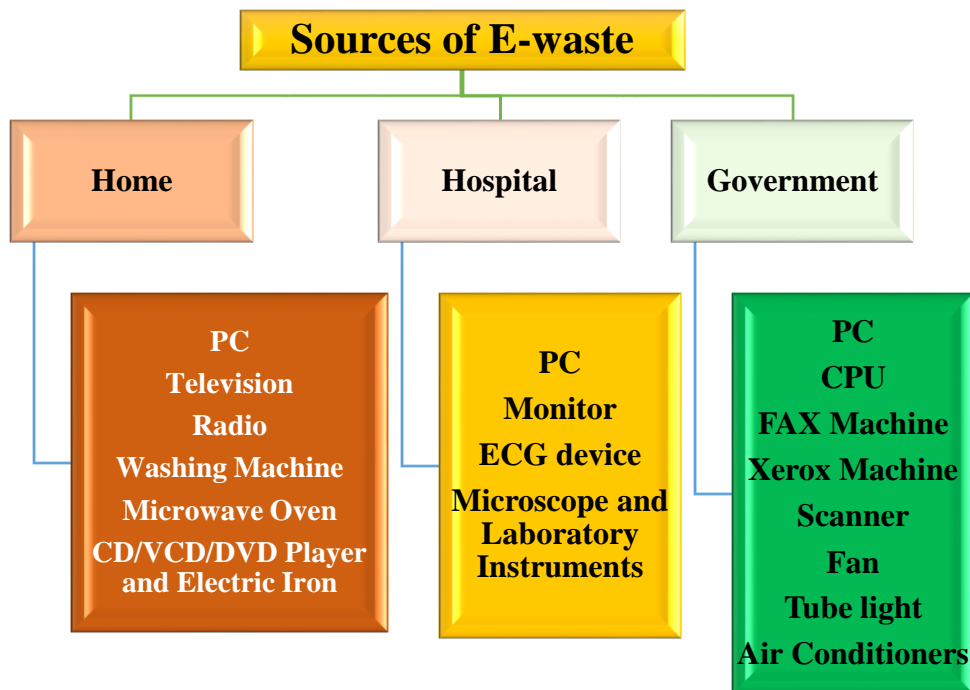 Sources of E-waste
Home
Hospital
Government
PC
Television
Radio
Washing Machine
Microwave Oven
CD/VCD/DVD Player
and Electric Iron
PC
Monitor
ECG device
Microscope and
Laboratory
Instruments
PC
CPU
FAX Machine
Xerox Machine
Scanner
Fan
Tube light
Air Conditioners